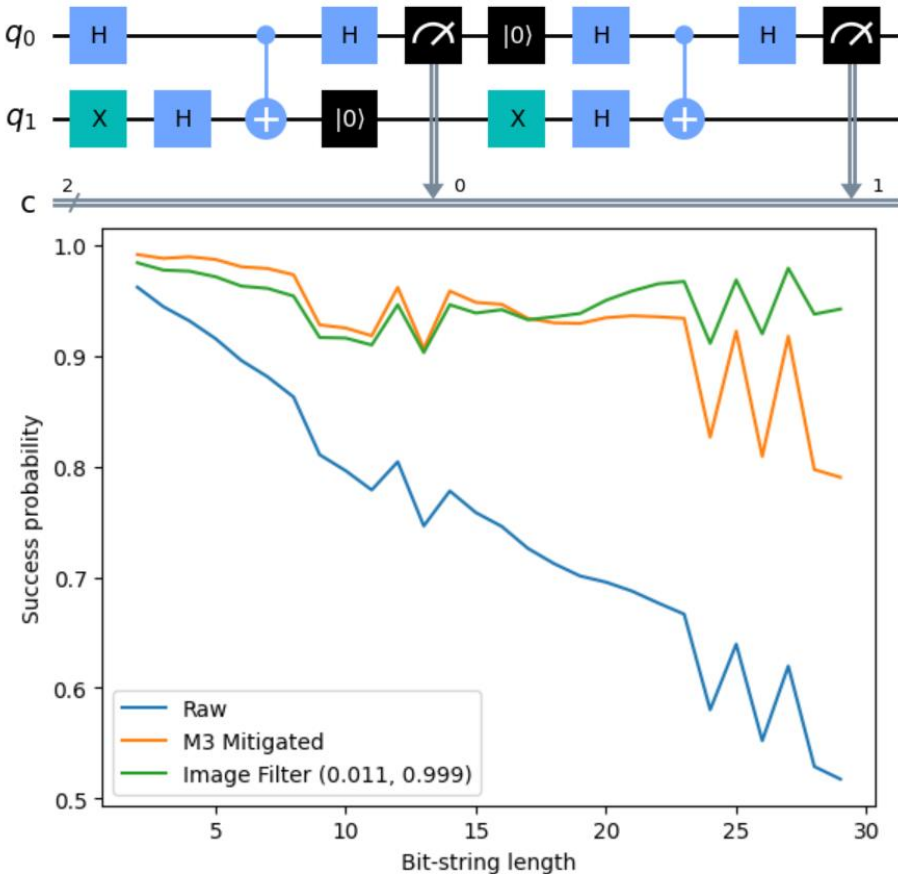 q0 H H |0⟩ H H
q1 X H |0⟩ X H
2 0 1
c
1.0
0.9
0.8
0.7
0.6
0.5
Success probability
Raw
M3 Mitigated
Image Filter (0.011, 0.999)
5 10 15 20 25 30
Bit-string length